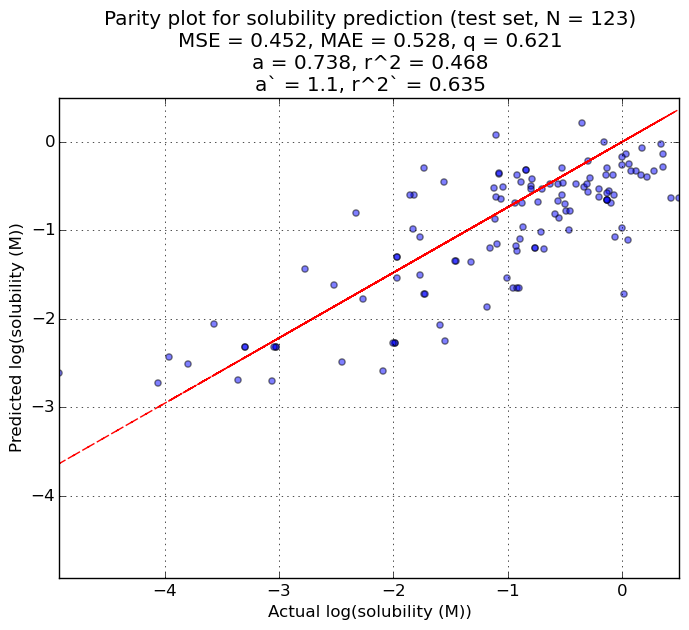 Parity plot for solubility prediction (test set, N = 123)
MSE = 0.452, MAE = 0.528, q = 0.621
a = 0.738, r^2 = 0.468
a` = 1.1, r^2` = 0.635
0
−1
−2
−3
−4
Predicted log(solubility (M))
−4 −3 −2 −1 0
Actual log(solubility (M))